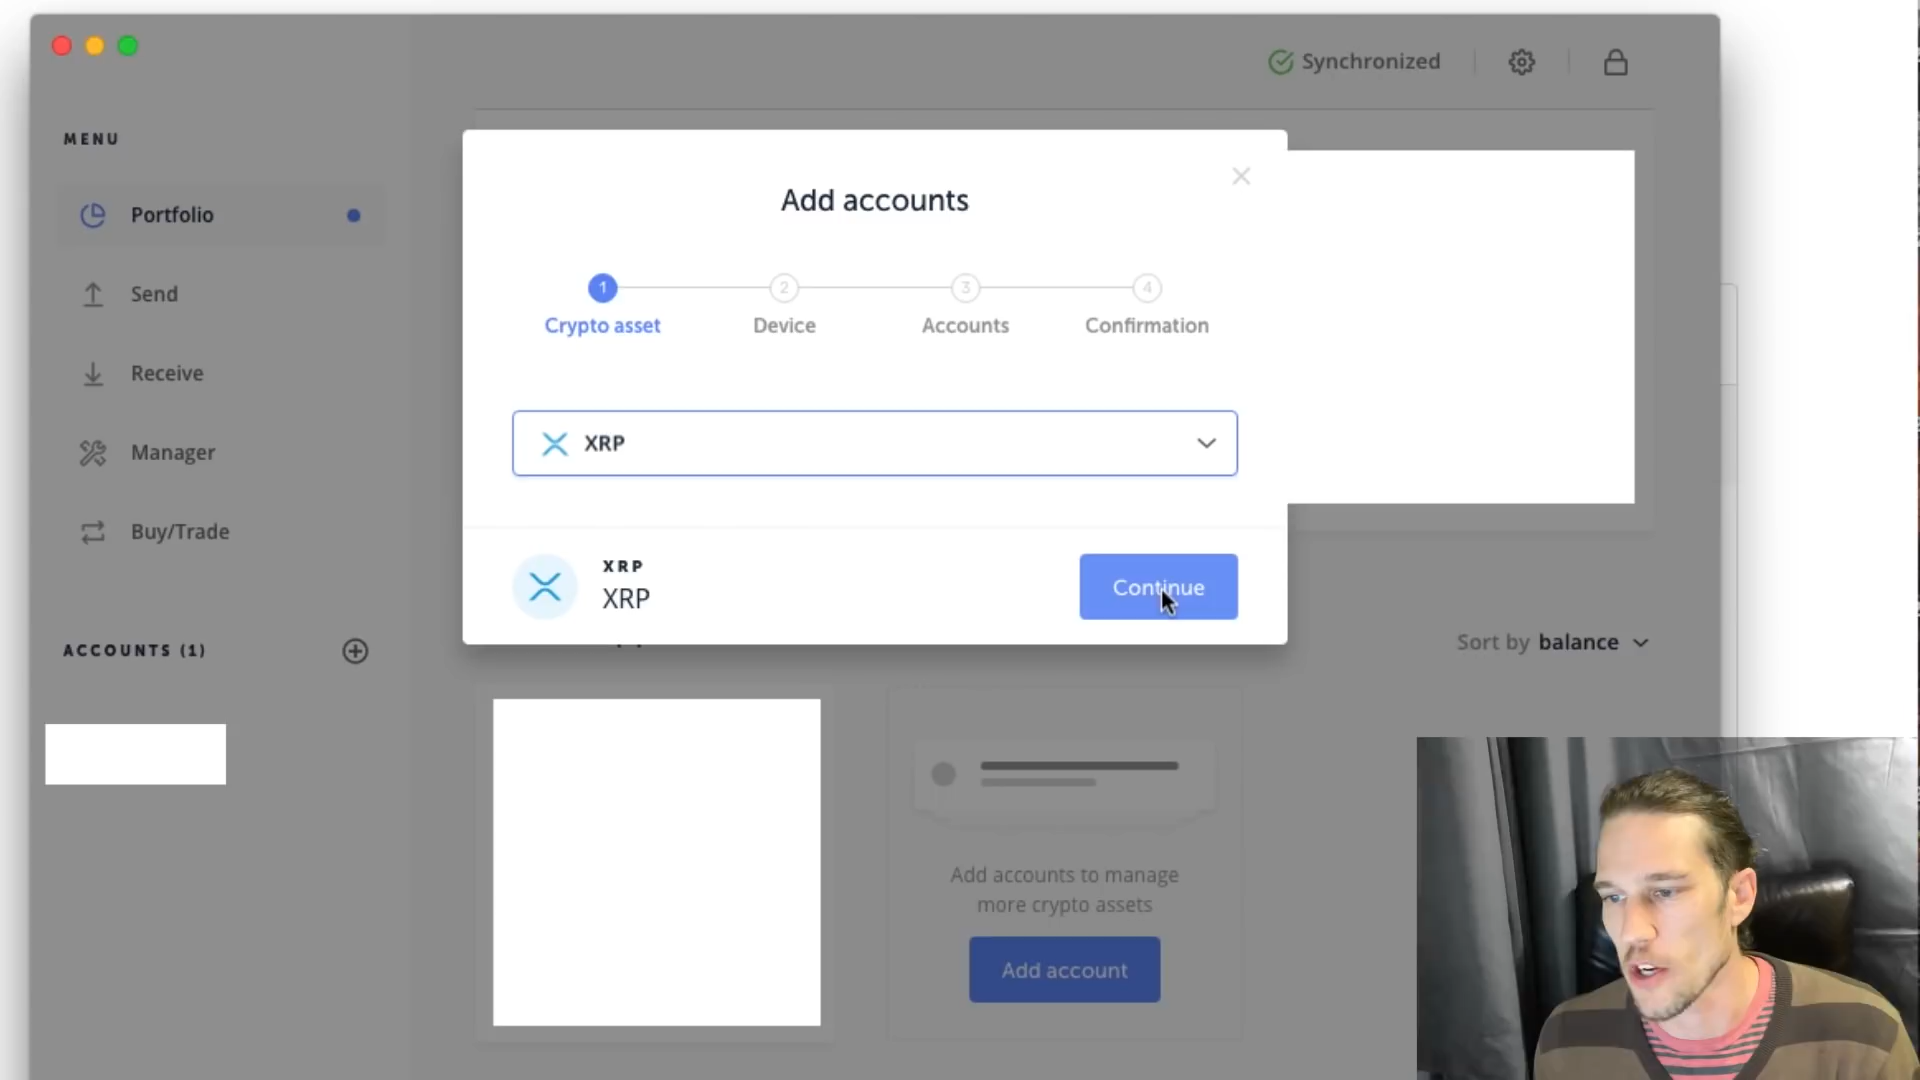 Synchronized
MENU
Portfolio
Send
Receive
Manager
Buy/Trade
ACCOUNTS (1)
Add accounts
1
2
3
4
Crypto asset
Device
Accounts
Confirmation
XRP
XRP
XRP
Continue
Sort by balance
Add accounts to manage
more crypto assets
Add account